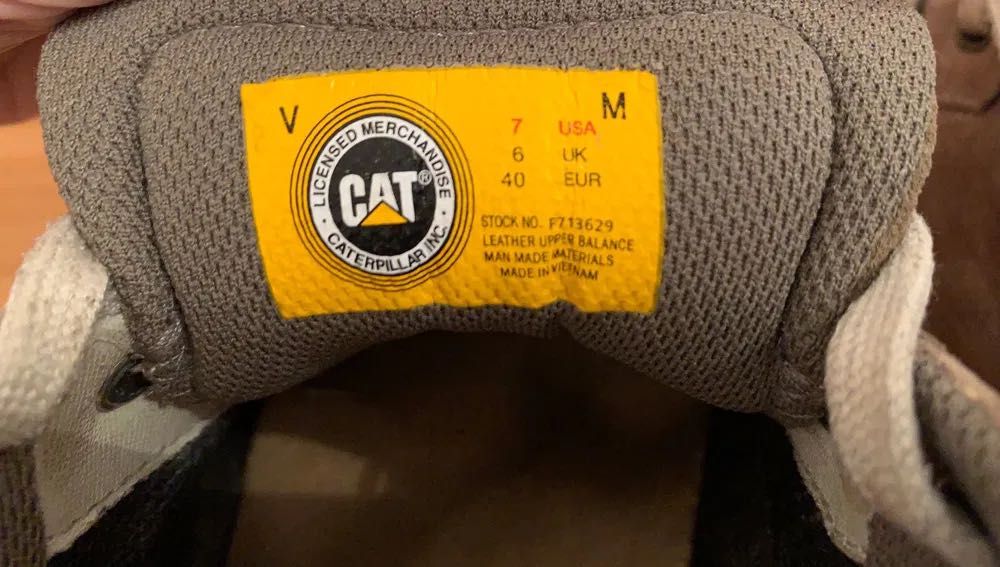 V
M
LICENSED MERCHANDISE
CAT®
CATERPILLAR INC.
7 USA
6 UK
40 EUR
STOCK NO. F713629
LEATHER UPPER BALANCE
MAN MADE MATERIALS
MADE IN VIETNAM